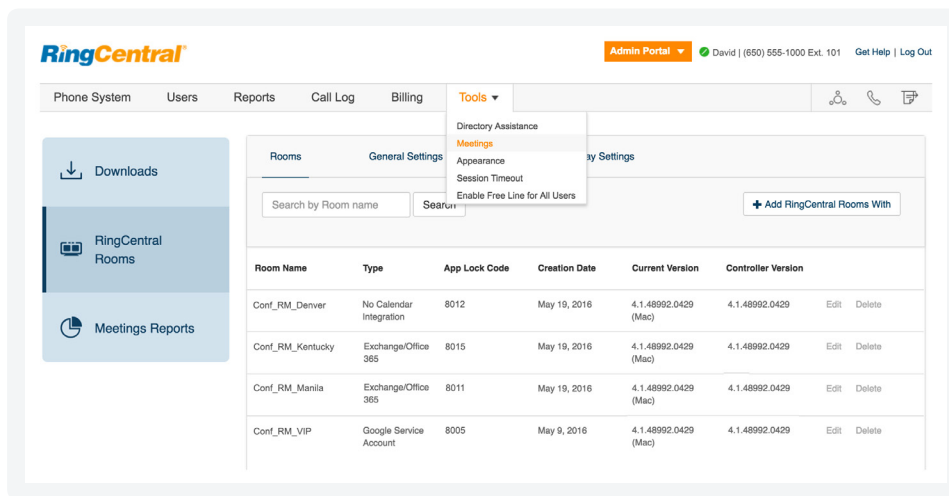 RingCentral®
Admin Portal
David | (650) 555-1000 Ext. 101
Get Help | Log Out
Phone System Users Reports Call Log Billing Tools
Directory Assistance
Meetings
Appearance
Session Timeout
Enable Free Line for All Users
Downloads
RingCentral
Rooms
Meetings Reports
Rooms General Settings ay Settings
Search by Room name Search
+ Add RingCentral Rooms With
Room Name Type App Lock Code Creation Date Current Version Controller Version
Conf_RM_Denver No Calendar 8012 May 19, 2016 4.1.48992.0429 4.1.48992.0429 Edit Delete
Integration (Mac)
Conf_RM_Kentucky Exchange/Office 8015 May 19, 2016 4.1.48992.0429 4.1.48992.0429 Edit Delete
365 (Mac)
Conf_RM_Manila Exchange/Office 8011 May 19, 2016 4.1.48992.0429 4.1.48992.0429 Edit Delete
365 (Mac)
Conf_RM_VIP Google Service 8005 May 9, 2016 4.1.48992.0429 4.1.48992.0429 Edit Delete
Account (Mac)